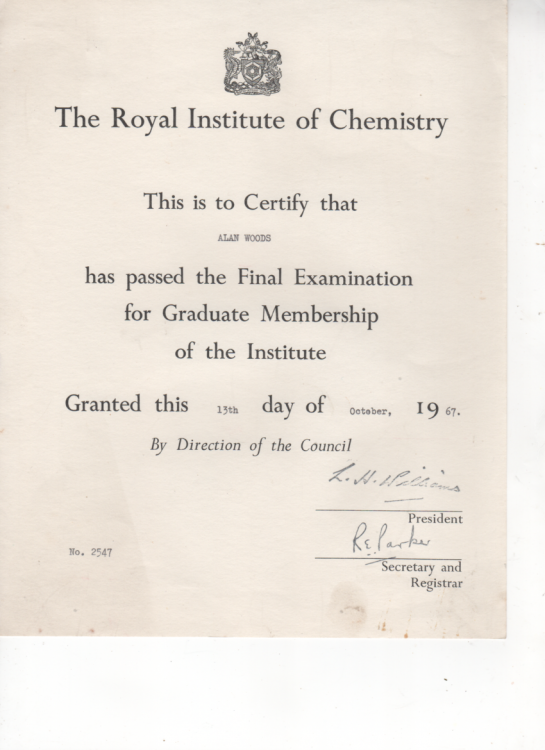 The Royal Institute of Chemistry
This is to Certify that
ALAN WOODS
has passed the Final Examination
for Graduate Membership
of the Institute
Granted this 13th day of October, 19 67.
By Direction of the Council
L. H. Williams
President
R E Parker
No. 2547
Secretary and
Registrar